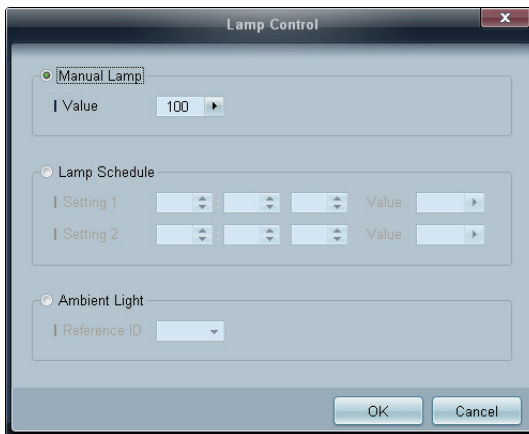 Lamp Control
x
Manual Lamp
Value 100
Lamp Schedule
Setting 1 : Value
Setting 2 : Value
Ambient Light
Reference ID
OK Cancel